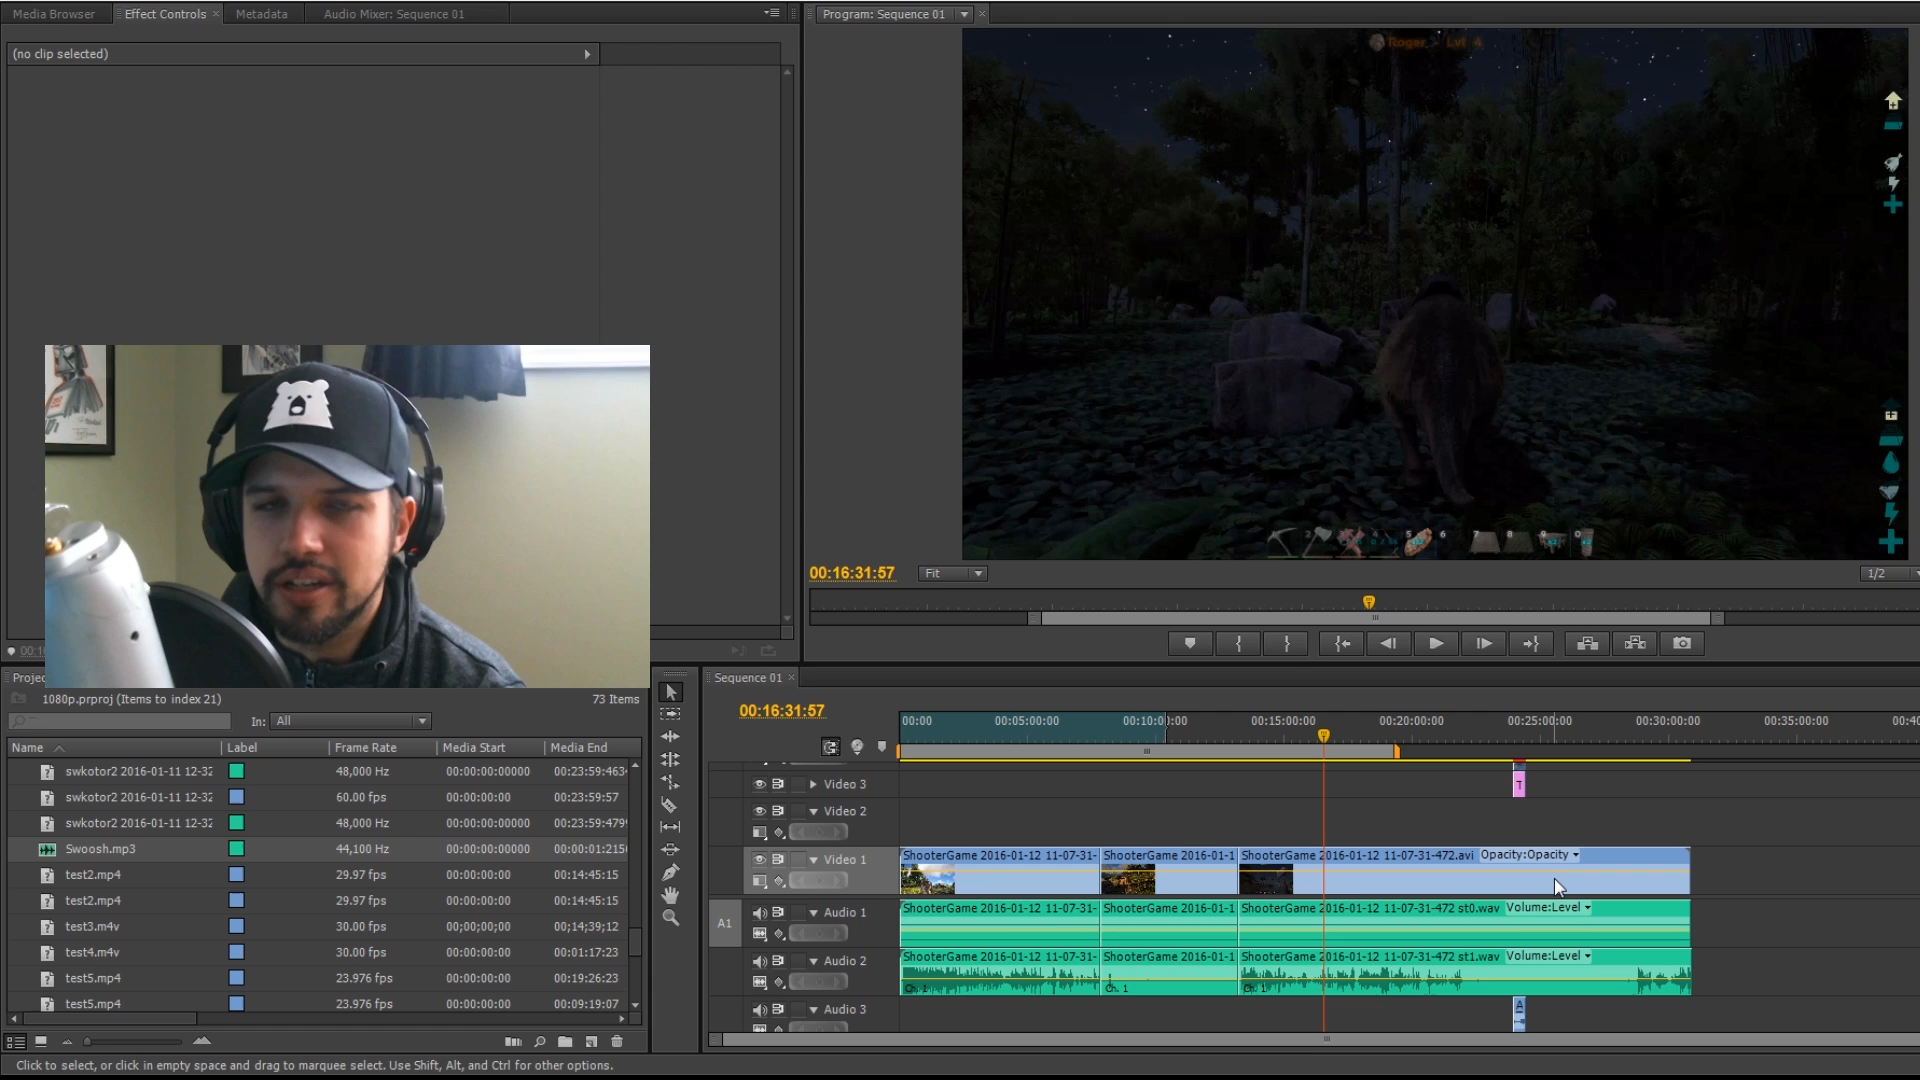 Media Browser
Effect Controls
Metadata
Audio Mixer: Sequence 01
Program: Sequence 01
(no clip selected)
Roger - Lvl 4
00:16:31:57
Fit
1/2
1080p.prproj (Items to index 21)
73 Items
In: All
Name
Label
Frame Rate
Media Start
Media End
swkotor2 2016-01-11 12-32
48,000 Hz
00:00:00:00000
00:23:59:463
swkotor2 2016-01-11 12-32
60.00 fps
00:00:00:00
00:23:59:57
swkotor2 2016-01-11 12-32
48,000 Hz
00:00:00:00000
00:23:59:479
Swoosh.mp3
44,100 Hz
00:00:00:00000
00:00:01:215
test2.mp4
29.97 fps
00:00:00:00
00:14:45:15
test2.mp4
29.97 fps
00:00:00:00
00:14:45:15
test3.m4v
30.00 fps
00;00;00;00
00;14;39;12
test4.m4v
30.00 fps
00:00:00:00
00:01:17:23
test5.mp4
23.976 fps
00:00:00:00
00:19:26:23
test5.mp4
23.976 fps
00:00:00:00
00:09:19:07
Sequence 01
00:16:31:57
00:00
00:05:00:00
00:10:00:00
00:15:00:00
00:20:00:00
00:25:00:00
00:30:00:00
00:35:00:00
Video 3
T
Video 2
Video 1
ShooterGame 2016-01-12 11-07-31-
ShooterGame 2016-01-1
ShooterGame 2016-01-12 11-07-31-472.avi
Opacity:Opacity
A1
Audio 1
ShooterGame 2016-01-12 11-07-31-
ShooterGame 2016-01-1
ShooterGame 2016-01-12 11-07-31-472 st0.wav
Volume:Level
Audio 2
ShooterGame 2016-01-12 11-07-31-
ShooterGame 2016-01-1
ShooterGame 2016-01-12 11-07-31-472 st1.wav
Volume:Level
Ch. 1
Ch. 1
Ch. 1
Audio 3
A
Click to select, or click in empty space and drag to marquee select. Use Shift, Alt, and Ctrl for other options.